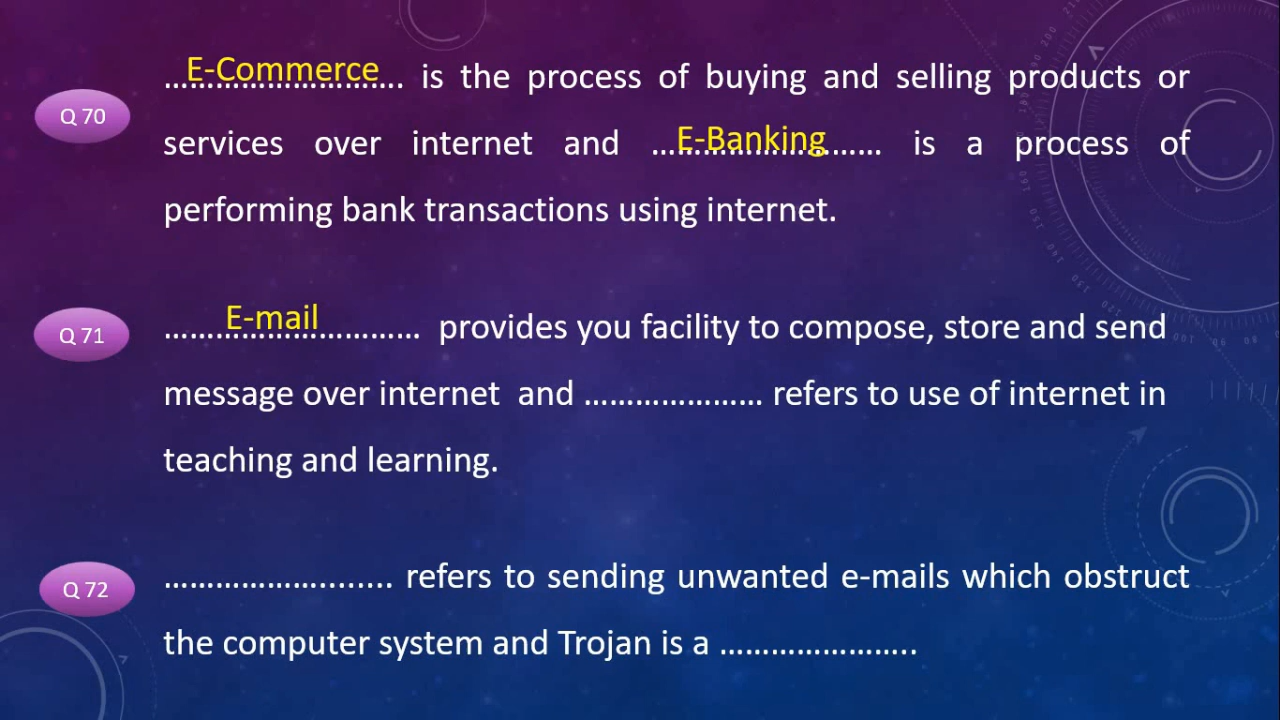 …E-Commerce…. is the process of buying and selling products or
Q 70
services over internet and …E-Banking…… is a process of
performing bank transactions using internet.
……E-mail………… provides you facility to compose, store and send
Q 71
message over internet and ………………… refers to use of internet in
teaching and learning.
……………….......... refers to sending unwanted e-mails which obstruct
Q 72
the computer system and Trojan is a …………………..